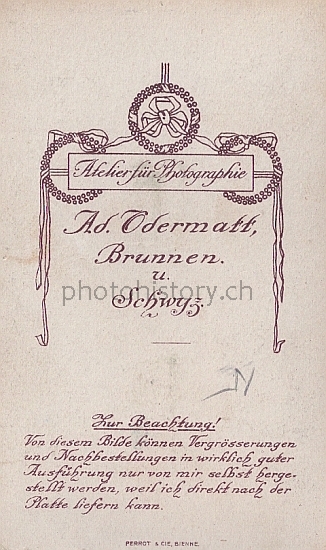 Atelier für Photographie
Ad. Odermatt,
Brunnen.
u.
photohistory.ch
Schwyz.
N
Zur Beachtung!
Von diesem Bilde können Vergrösserungen
und Nachbestellungen in wirklich guter
Ausführung nur von mir selbst herge-
stellt werden, weil ich direkt nach der
Platte liefern kann.
PERROT & CIE, BIENNE.